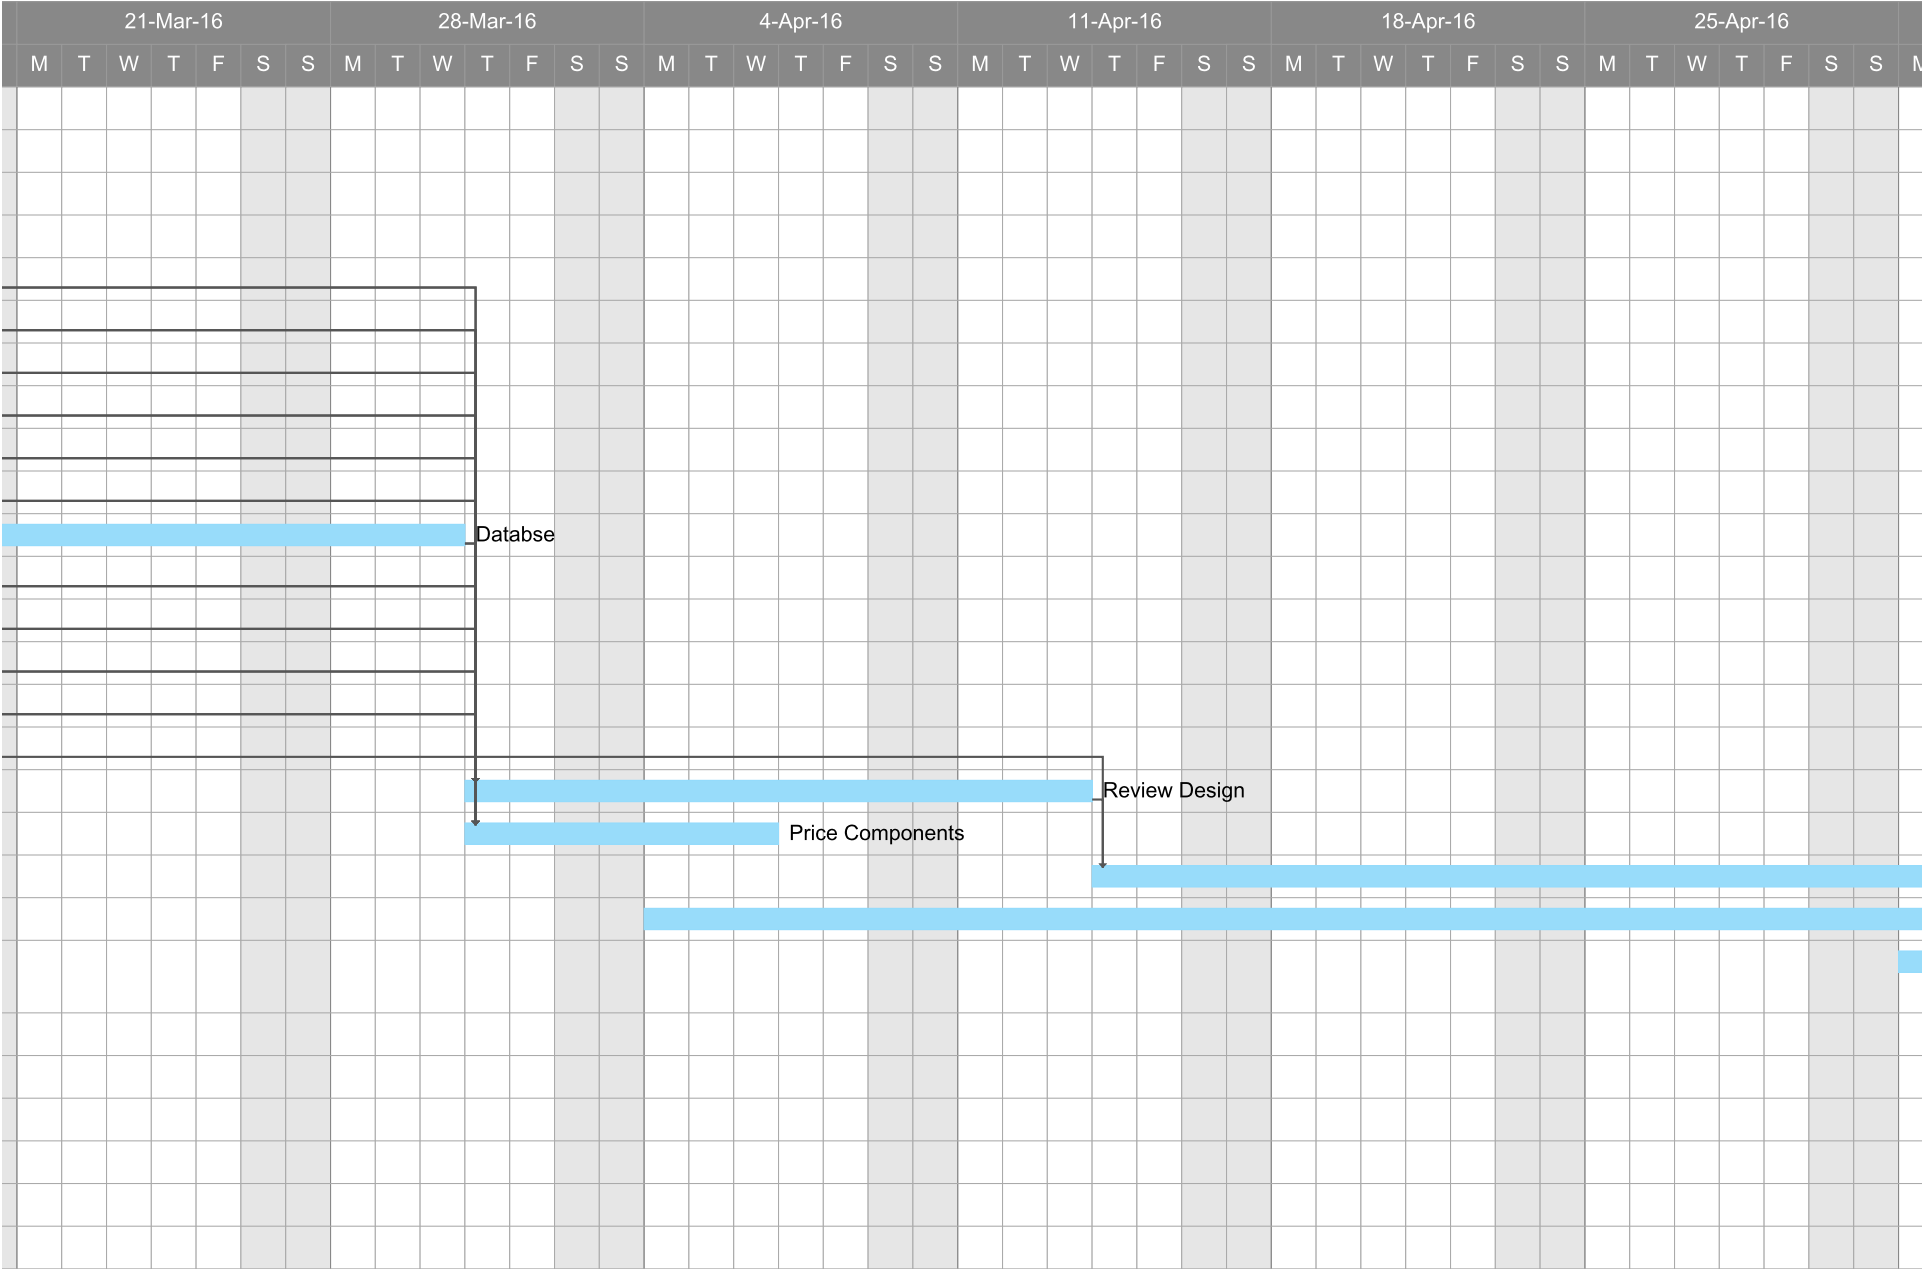 21-Mar-16 28-Mar-16 4-Apr-16 11-Apr-16 18-Apr-16 25-Apr-16
M T W T F S S M T W T F S S M T W T F S S M T W T F S S M T W T F S S M T W T F S S M
Databse
Review Design
Price Components